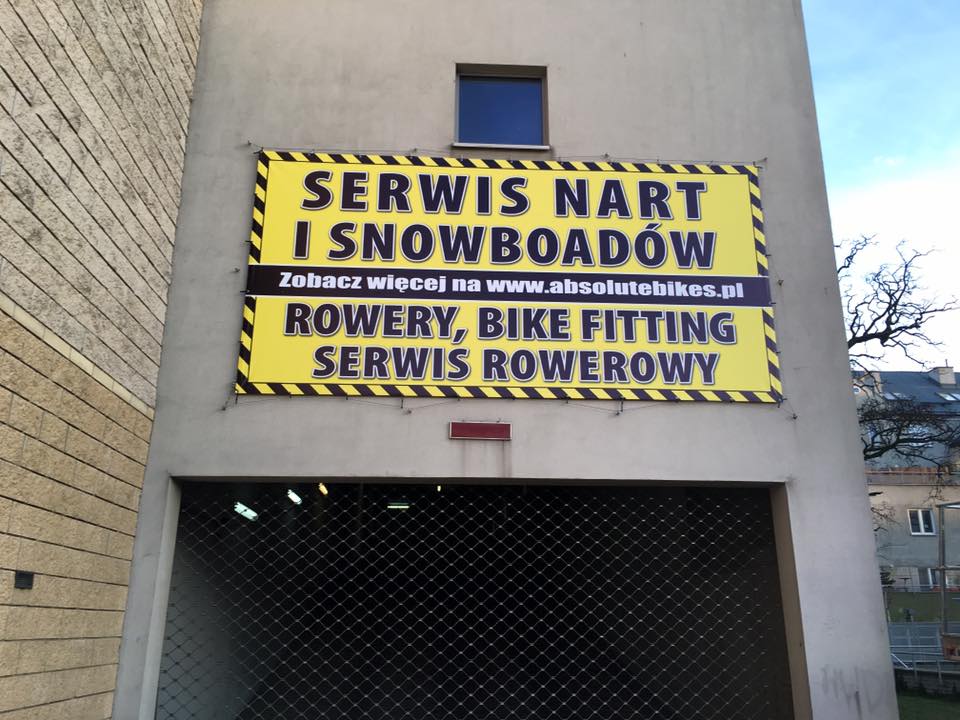 SERWIS NART
I SNOWBOADÓW
Zobacz więcej na www.absolutebikes.pl
ROWERY, BIKE FITTING
SERWIS ROWEROWY